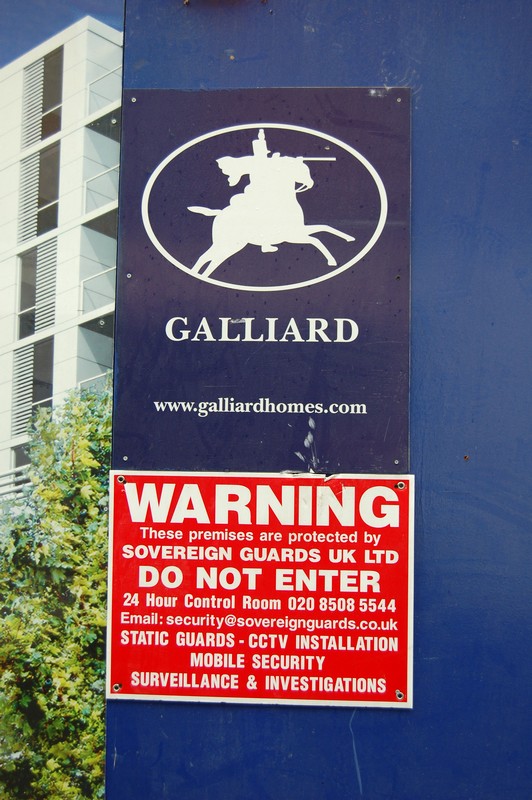 GALLIARD
www.galliardhomes.com
WARNING
These premises are protected by
SOVEREIGN GUARDS UK LTD
DO NOT ENTER
24 Hour Control Room 020 8508 5544
Email: security@sovereignguards.co.uk
STATIC GUARDS - CCTV INSTALLATION
MOBILE SECURITY
SURVEILLANCE & INVESTIGATIONS